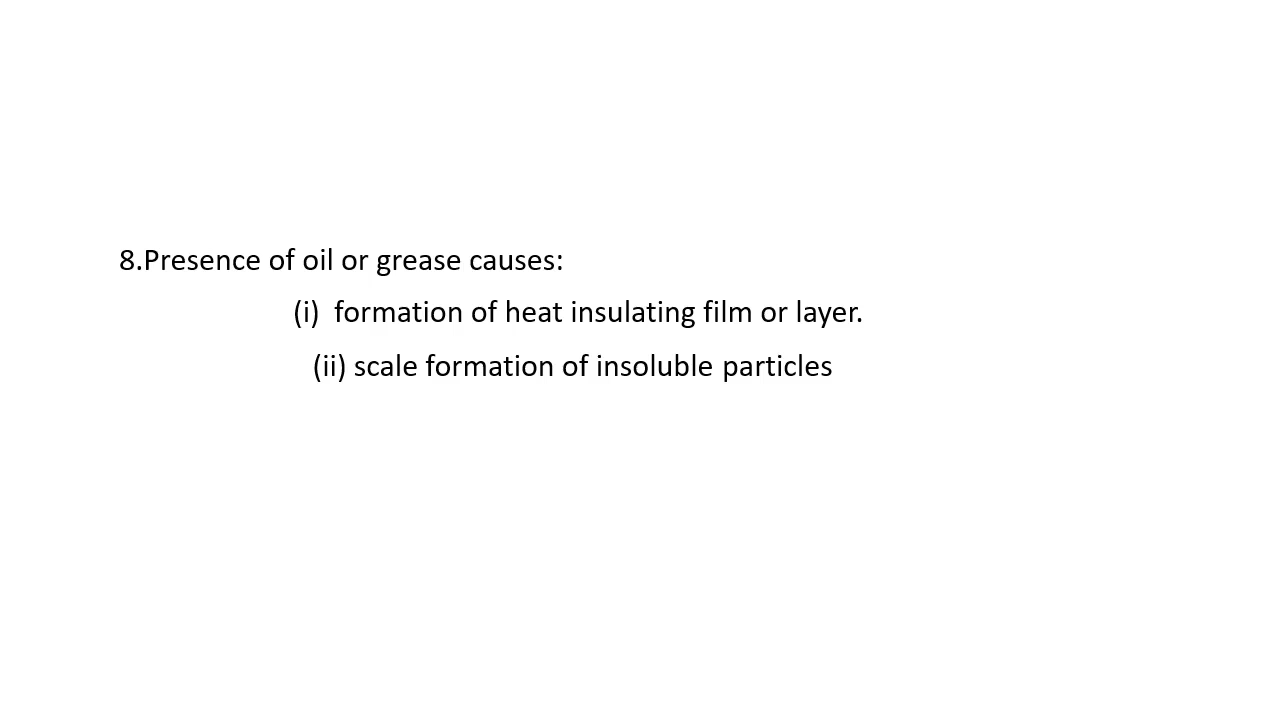 8.Presence of oil or grease causes:
(i) formation of heat insulating film or layer.
(ii) scale formation of insoluble particles